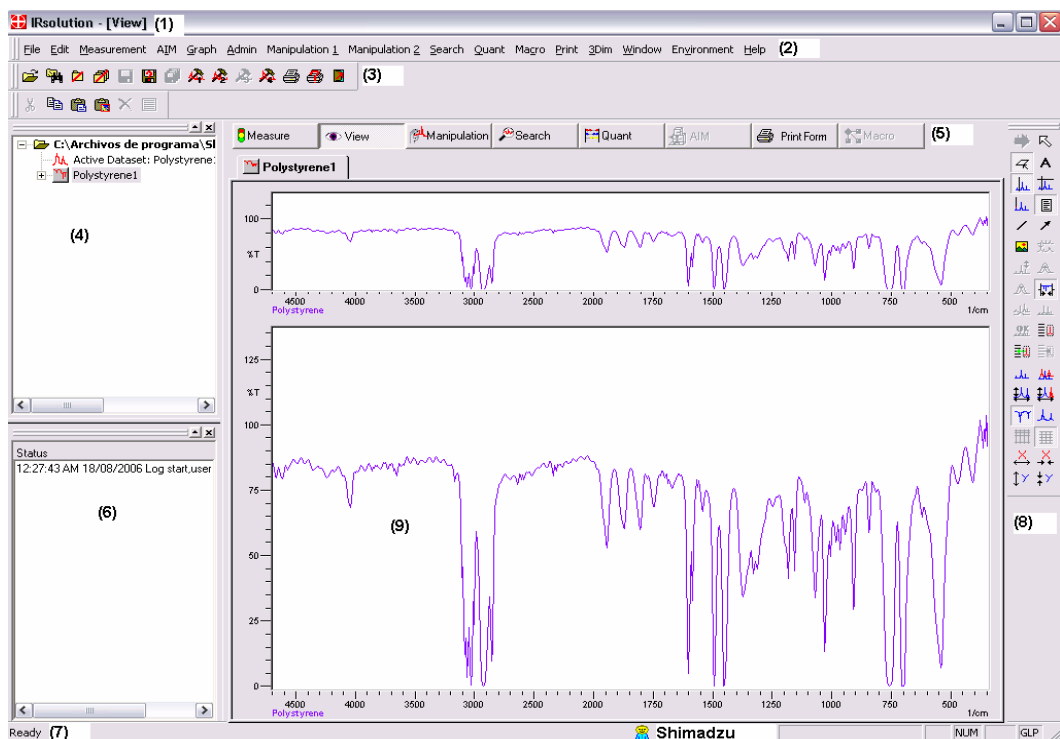 IRsolution - [View] (1)
File Edit Measurement AIM Graph Admin Manipulation 1 Manipulation 2 Search Quant Macro Print 3Dim Window Environment Help (2)
(3)
C:\Archivos de programa\Sl
Active Dataset: Polystyrene1
Polystyrene1
(4)
Measure View Manipulation Search Quant AIM Print Form Macro (5)
Polystyrene1
100
%T
50
0
4500 4000 3500 3000 2500 2000 1750 1500 1250 1000 750 500
Polystyrene 1/cm
125
%T
100
75
50
25
0
(9)
4500 4000 3500 3000 2500 2000 1750 1500 1250 1000 750 500
Polystyrene 1/cm
Status
12:27:43 AM 18/08/2006 Log start,user
(6)
A
X
Y Y
(8)
Ready (7) Shimadzu NUM GLP